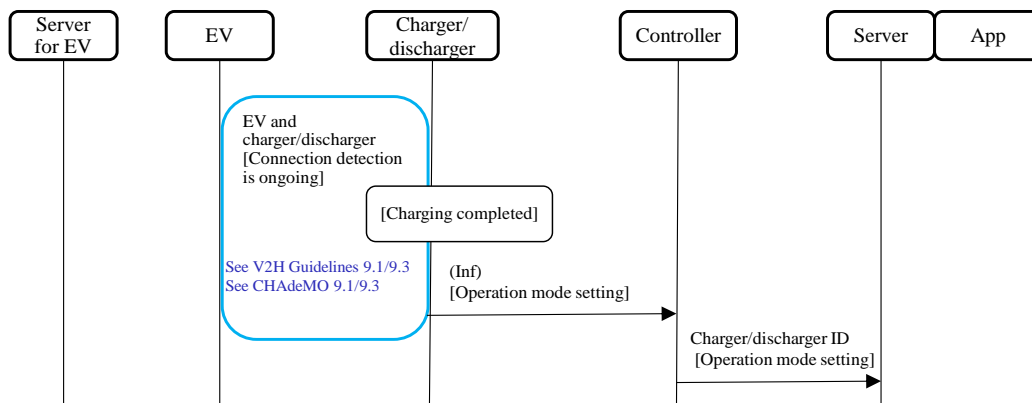 Server
for EV
EV
Charger/
discharger
Controller
Server
App
EV and
charger/discharger
[Connection detection
is ongoing]
[Charging completed]
See V2H Guidelines 9.1/9.3
See CHAdeMO 9.1/9.3
(Inf)
[Operation mode setting]
Charger/discharger ID
[Operation mode setting]